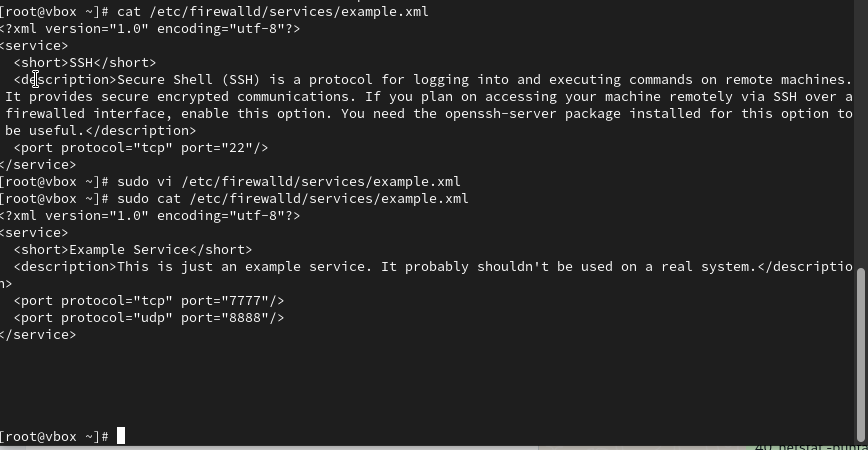 [root@vbox ~]# cat /etc/firewalld/services/example.xml
<?xml version="1.0" encoding="utf-8"?>
<service>
  <short>SSH</short>
  <description>Secure Shell (SSH) is a protocol for logging into and executing commands on remote machines.
 It provides secure encrypted communications. If you plan on accessing your machine remotely via SSH over a
 firewalled interface, enable this option. You need the openssh-server package installed for this option to
 be useful.</description>
  <port protocol="tcp" port="22"/>
</service>
[root@vbox ~]# sudo vi /etc/firewalld/services/example.xml
[root@vbox ~]# sudo cat /etc/firewalld/services/example.xml
<?xml version="1.0" encoding="utf-8"?>
<service>
  <short>Example Service</short>
  <description>This is just an example service. It probably shouldn't be used on a real system.</descriptio
n>
  <port protocol="tcp" port="7777"/>
  <port protocol="udp" port="8888"/>
</service>
[root@vbox ~]#